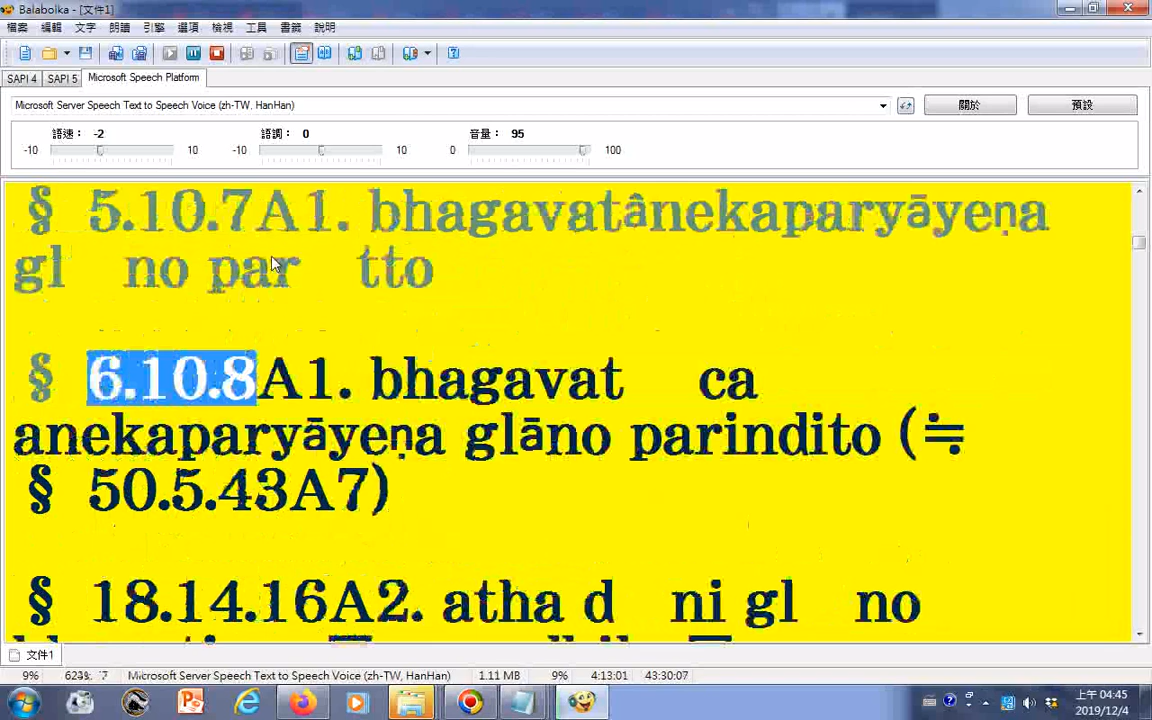 Balabolka - [文件1]
檔案 編輯 文字 朗讀 引擎 選項 檢視 工具 書籤 說明
SAPI 4 SAPI 5 Microsoft Speech Platform
Microsoft Server Speech Text to Speech Voice (zh-TW, HanHan) 關於 預設
語速： -2 語調： 0 音量： 95
-10 10 -10 10 0 100
§ 5.10.7A1. bhagavatânekaparyāyeṇa
gl no par tto
§ 6.10.8A1. bhagavat ca
anekaparyāyeṇa glāno parindito (≒
§ 50.5.43A7)
§ 18.14.16A2. atha d ni gl no
文件1
9% Microsoft Server Speech Text to Speech Voice (zh-TW, HanHan) 1.11 MB 9% 4:13:01 43:30:07
上午 04:45
2019/12/4